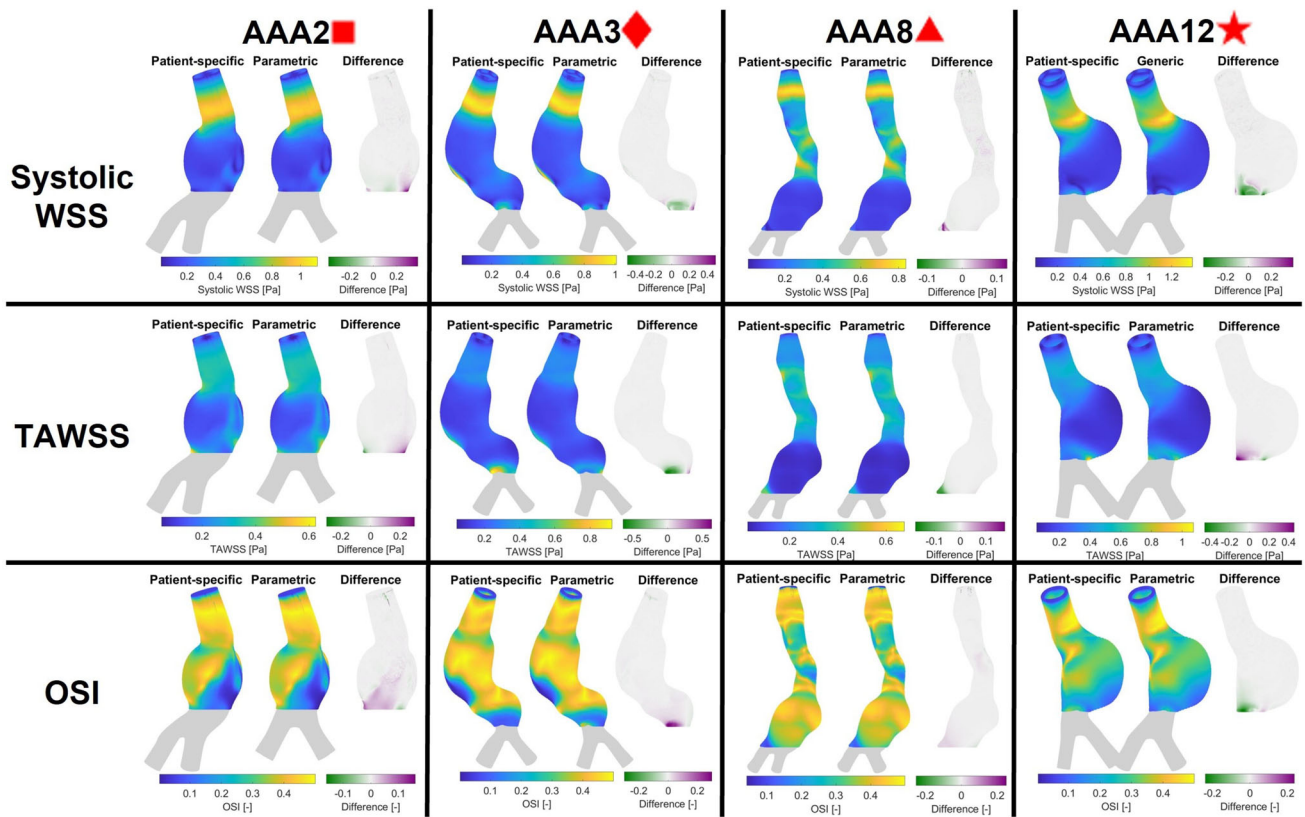 AAA2
AAA3
AAA8
AAA12
Patient-specific Parametric Difference
Patient-specific Parametric Difference
Patient-specific Parametric Difference
Patient-specific Generic Difference
Systolic
WSS
0.2 0.4 0.6 0.8 1
-0.2 0 0.2
Systolic WSS [Pa]
Difference [Pa]
0.2 0.4 0.6 0.8 1
-0.4 -0.2 0 0.2 0.4
Systolic WSS [Pa]
Difference [Pa]
0.2 0.4 0.6 0.8
-0.1 0 0.1
Systolic WSS [Pa]
Difference [Pa]
0.2 0.4 0.6 0.8 1 1.2
-0.2 0 0.2
Systolic WSS [Pa]
Difference [Pa]
Patient-specific Parametric Difference
Patient-specific Parametric Difference
Patient-specific Parametric Difference
Patient-specific Parametric Difference
TAWSS
0.2 0.4 0.6
-0.2 0 0.2
TAWSS [Pa]
Difference [Pa]
0.2 0.4 0.6 0.8
-0.5 0 0.5
TAWSS [Pa]
Difference [Pa]
0.2 0.4 0.6
-0.1 0 0.1
TAWSS [Pa]
Difference [Pa]
0.2 0.4 0.6 0.8 1
-0.4 -0.2 0 0.2 0.4
TAWSS [Pa]
Difference [Pa]
Patient-specific Parametric Difference
Patient-specific Parametric Difference
Patient-specific Parametric Difference
Patient-specific Parametric Difference
OSI
0.1 0.2 0.3 0.4
-0.1 0 0.1
OSI [-]
Difference [-]
0.1 0.2 0.3 0.4
-0.2 0 0.2
OSI [-]
Difference [-]
0.1 0.2 0.3 0.4
-0.2 0 0.2
OSI [-]
Difference [-]
0.1 0.2 0.3 0.4
-0.2 0 0.2
OSI [-]
Difference [-]